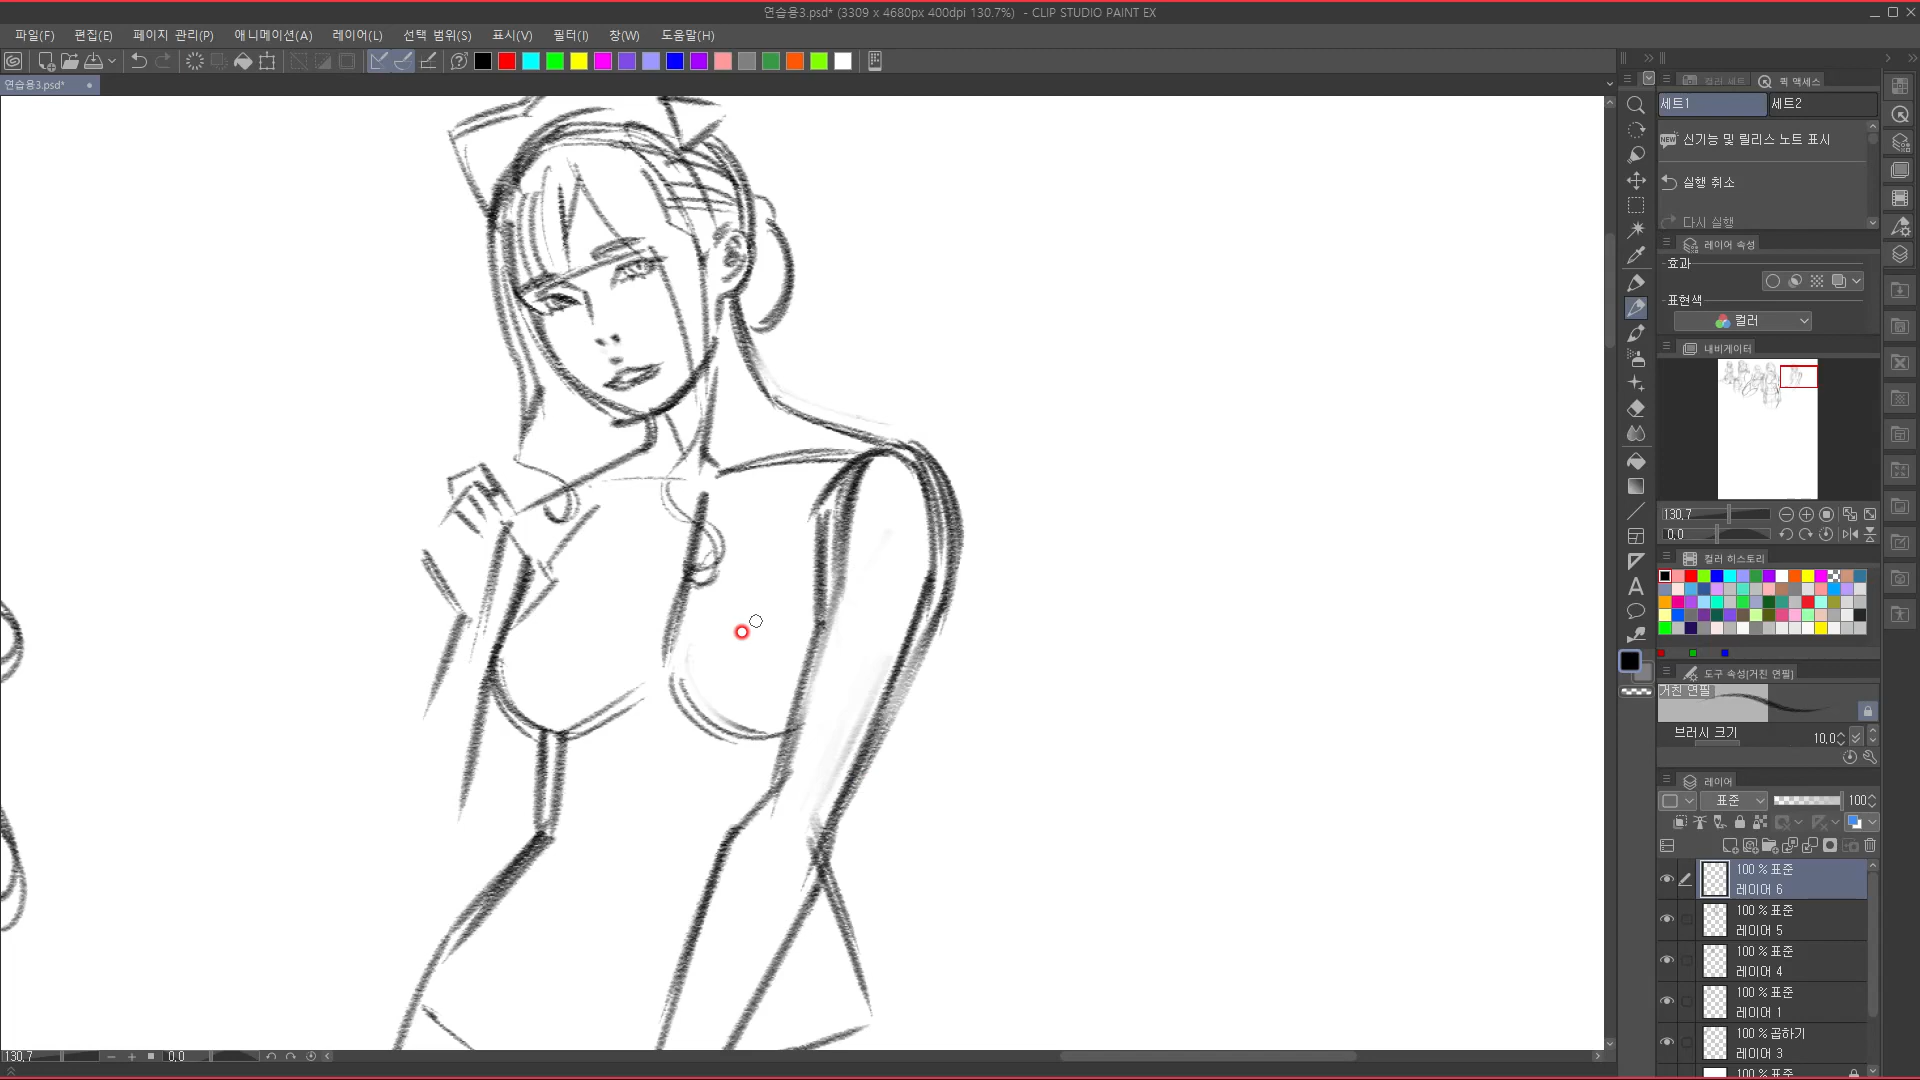 연습용3.psd* (3309 x 4680px 400dpi 130.7%) - CLIP STUDIO PAINT EX
파일(F) 편집(E) 페이지 관리(P) 애니메이션(A) 레이어(L) 선택 범위(S) 표시(V) 필터(I) 창(W) 도움말(H)
연습용3.psd*
컬러 세트 퀵 액세스
세트1 세트2
NEW 신기능 및 릴리스 노트 표시
실행 취소
다시 실행
레이어 속성
효과
표현색
컬러
내비게이터
130.7
0.0
컬러 히스토리
도구 속성[거친 연필]
거친 연필
브러시 크기 10.0
레이어
표준 100
100 % 표준
레이어 6
100 % 표준
레이어 5
100 % 표준
레이어 4
100 % 표준
레이어 1
100 % 곱하기
레이어 3
100 % 표준
130.7 0.0